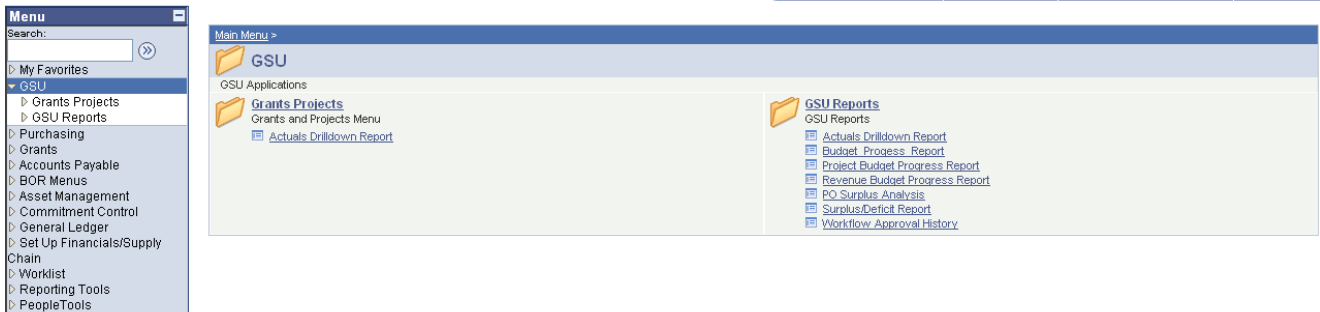 Menu
Search:
My Favorites
GSU
Grants Projects
GSU Reports
Purchasing
Grants
Accounts Payable
BOR Menus
Asset Management
Commitment Control
General Ledger
Set Up Financials/Supply
Chain
Worklist
Reporting Tools
PeopleTools
Main Menu >
GSU
GSU Applications
Grants Projects
Grants and Projects Menu
Actuals Drilldown Report
GSU Reports
GSU Reports
Actuals Drilldown Report
Budget Progess Report
Project Budget Progress Report
Revenue Budget Progress Report
PO Surplus Analysis
Surplus/Deficit Report
Workflow Approval History